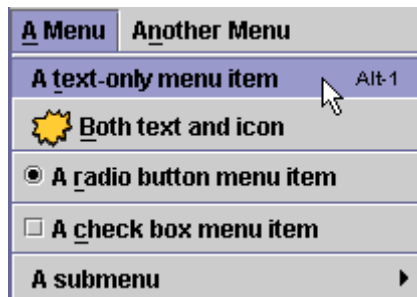 A Menu Another Menu
A text-only menu item Alt-1
Both text and icon
A radio button menu item
A check box menu item
A submenu